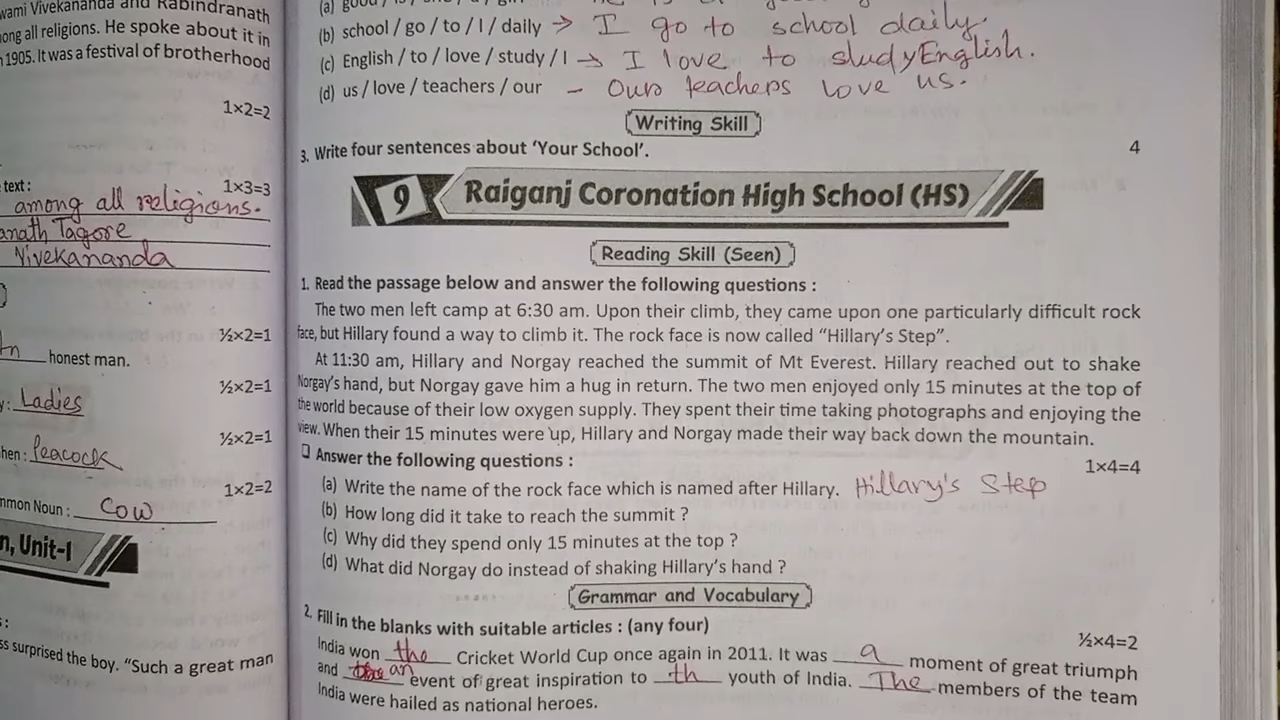 wami Vivekananda and Rabindranath
ong all religions. He spoke about it in
1905. It was a festival of brotherhood
1×2=2
text : 1×3=3
among all religions.
anath Tagore
Vivekananda
½×2=1
An honest man.
½×2=1
y: Ladies
½×2=1
hen : Peacock
1×2=2
mmon Noun : Cow
n, Unit-I
s :
ss surprised the boy. "Such a great man
(b) school / go / to / I / daily → I go to school daily.
(c) English / to / love / study / I → I love to study English.
(d) us / love / teachers / our – Our teachers love us.
Writing Skill
3. Write four sentences about 'Your School'. 4
9 Raiganj Coronation High School (HS)
Reading Skill (Seen)
1. Read the passage below and answer the following questions :
The two men left camp at 6:30 am. Upon their climb, they came upon one particularly difficult rock
face, but Hillary found a way to climb it. The rock face is now called "Hillary's Step".
At 11:30 am, Hillary and Norgay reached the summit of Mt Everest. Hillary reached out to shake
Norgay's hand, but Norgay gave him a hug in return. The two men enjoyed only 15 minutes at the top of
the world because of their low oxygen supply. They spent their time taking photographs and enjoying the
view. When their 15 minutes were up, Hillary and Norgay made their way back down the mountain.
❑ Answer the following questions : 1×4=4
(a) Write the name of the rock face which is named after Hillary. Hillary's Step
(b) How long did it take to reach the summit ?
(c) Why did they spend only 15 minutes at the top ?
(d) What did Norgay do instead of shaking Hillary's hand ?
Grammar and Vocabulary
2. Fill in the blanks with suitable articles : (any four) ½×4=2
India won the Cricket World Cup once again in 2011. It was a moment of great triumph
and an event of great inspiration to th youth of India. The members of the team
India were hailed as national heroes.